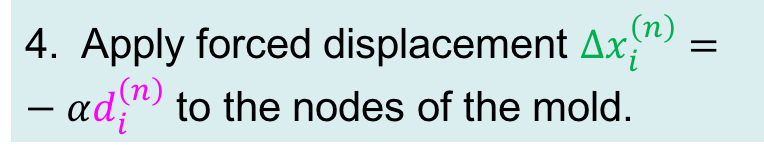 4. Apply forced displacement Δx_i^(n) =
− αd_i^(n) to the nodes of the mold.